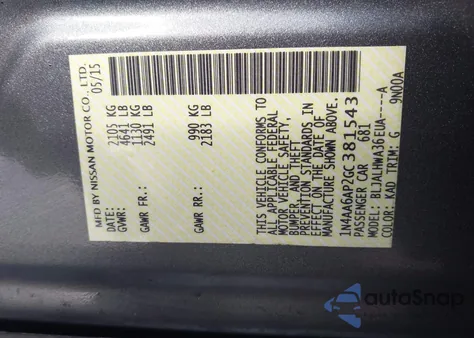 MFD BY NISSAN MOTOR CO., LTD.
05/15
GVWR: 2105 KG
4641 LB
GAWR FR.: 1130 KG
2491 LB
GAWR RR.: 990 KG
2183 LB
THIS VEHICLE CONFORMS TO
ALL APPLICABLE FEDERAL
MOTOR VEHICLE SAFETY,
BUMPER, AND THEFT
PREVENTION STANDARDS IN
EFFECT ON THE DATE OF
MANUFACTURE SHOWN ABOVE.
1N4AA6AP2GC381543
PASSENGER CAR 6BI
MODEL: BLJALHWA36EUA----A
COLOR: KAD TRIM: G 9N00A
autoSnap